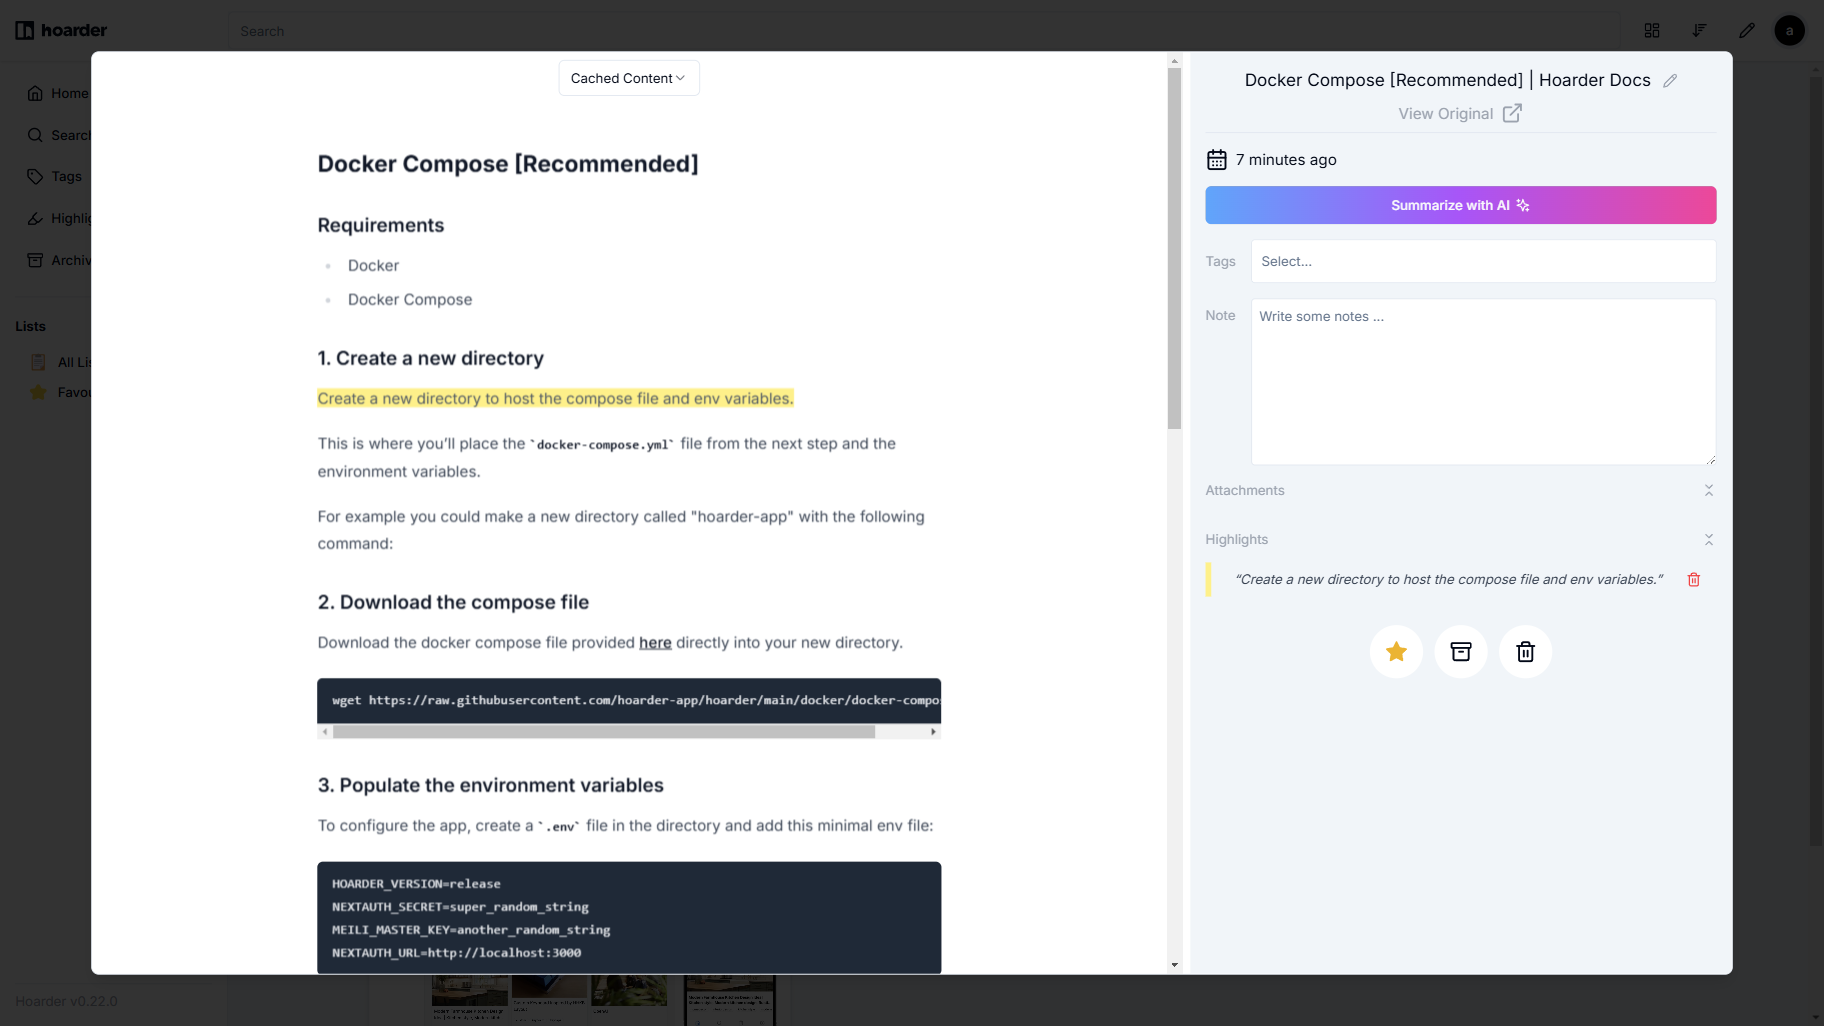 hoarder
Search
a
Home
Search
Tags
Highlig
Archiv
Lists
All Lis
Favou
Hoarder v0.22.0
Cached Content
Docker Compose [Recommended]
Requirements
Docker
Docker Compose
1. Create a new directory
Create a new directory to host the compose file and env variables.
This is where you’ll place the `docker-compose.yml` file from the next step and the
environment variables.
For example you could make a new directory called "hoarder-app" with the following
command:
2. Download the compose file
Download the docker compose file provided here directly into your new directory.
wget https://raw.githubusercontent.com/hoarder-app/hoarder/main/docker/docker-compo
3. Populate the environment variables
To configure the app, create a `.env` file in the directory and add this minimal env file:
HOARDER_VERSION=release
NEXTAUTH_SECRET=super_random_string
MEILI_MASTER_KEY=another_random_string
NEXTAUTH_URL=http://localhost:3000
Docker Compose [Recommended] | Hoarder Docs
View Original
7 minutes ago
Summarize with AI
Tags
Select...
Note
Write some notes ...
Attachments
Highlights
“Create a new directory to host the compose file and env variables.”